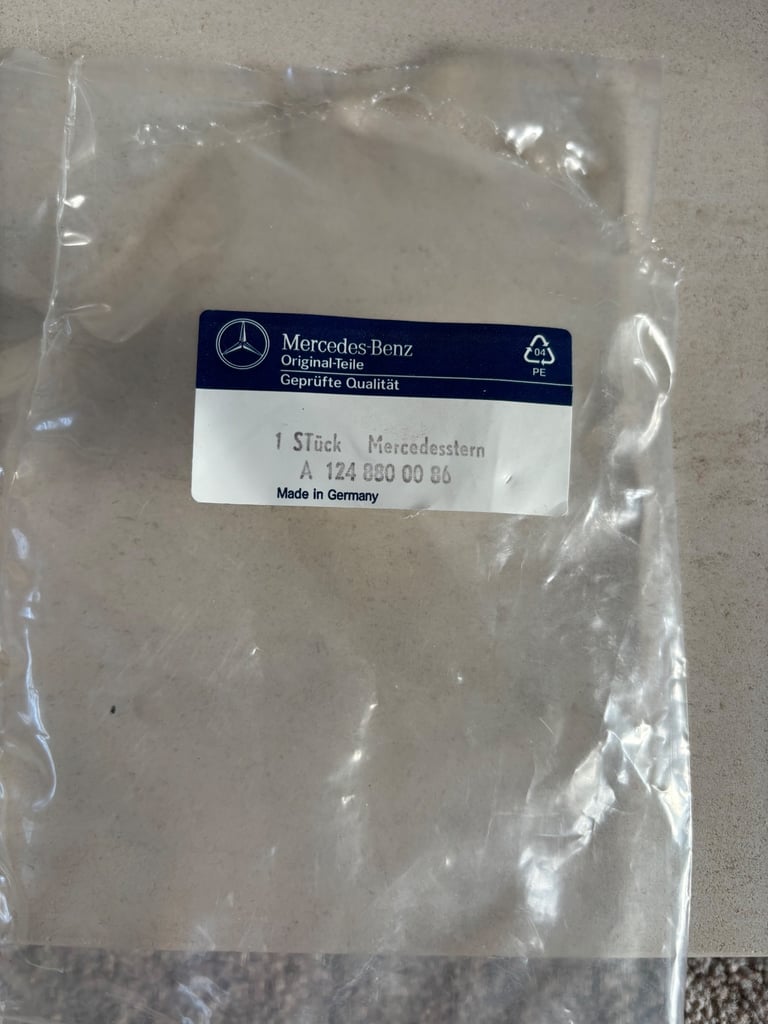 Mercedes-Benz
Original-Teile
Geprüfte Qualität
04
PE
1 STück Mercedesstern
A 124 880 00 86
Made in Germany